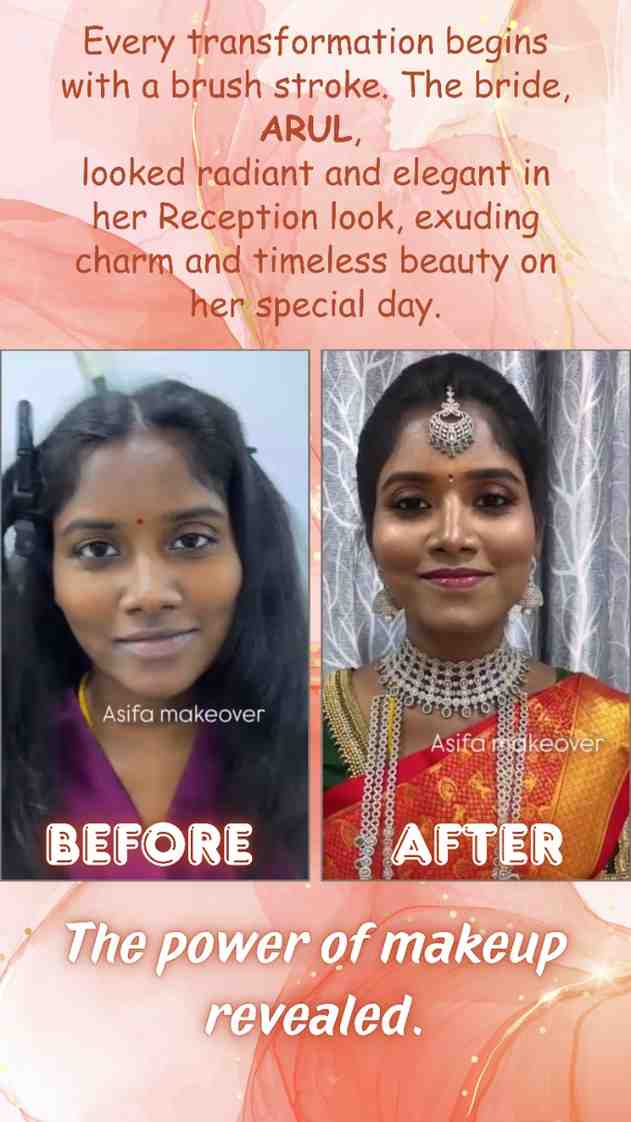 Every transformation begins
with a brush stroke. The bride,
ARUL,
looked radiant and elegant in
her Reception look, exuding
charm and timeless beauty on
her special day.
Asifa makeover
Asifa makeover
BEFORE
AFTER
The power of makeup
revealed.